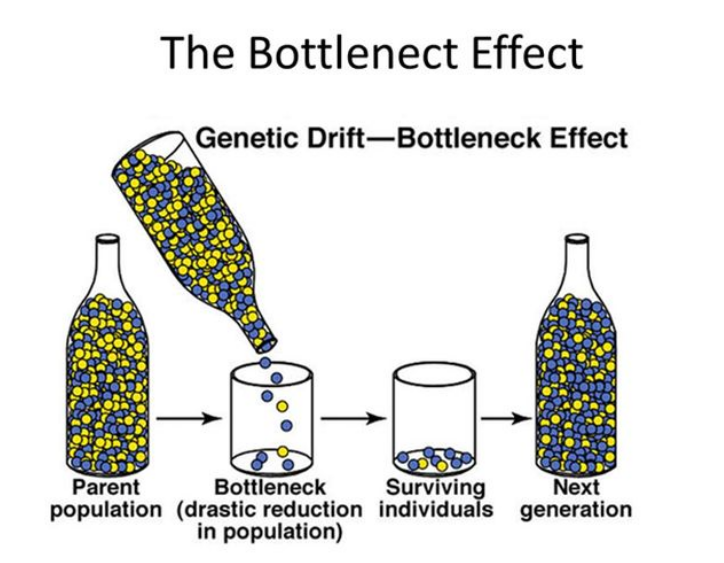 The Bottlenect Effect
Genetic Drift—Bottleneck Effect
Parent
population
Bottleneck
(drastic reduction
in population)
Surviving
individuals
Next
generation